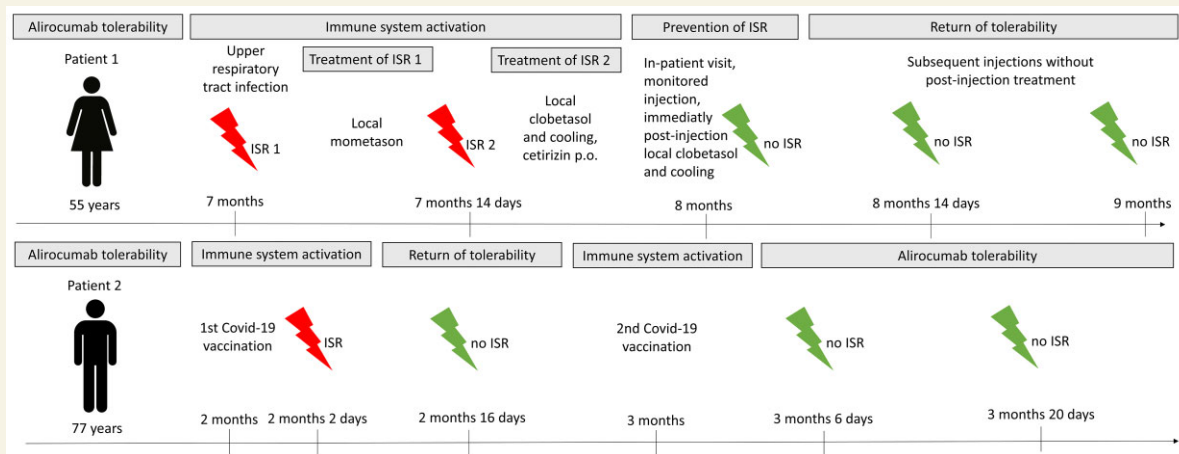 Alirocumab tolerability
Immune system activation
Prevention of ISR
Return of tolerability
Patient 1
Upper
respiratory
tract infection
Treatment of ISR 1
Treatment of ISR 2
In-patient visit,
monitored
injection,
immediatly
post-injection
local clobetasol
and cooling
Subsequent injections without
post-injection treatment
ISR 1
Local
mometason
ISR 2
Local
clobetasol
and cooling,
cetirizin p.o.
no ISR
no ISR
no ISR
55 years
7 months
7 months 14 days
8 months
8 months 14 days
9 months
Alirocumab tolerability
Immune system activation
Return of tolerability
Immune system activation
Alirocumab tolerability
Patient 2
1st Covid-19
vaccination
ISR
no ISR
2nd Covid-19
vaccination
no ISR
no ISR
77 years
2 months
2 months 2 days
2 months 16 days
3 months
3 months 6 days
3 months 20 days